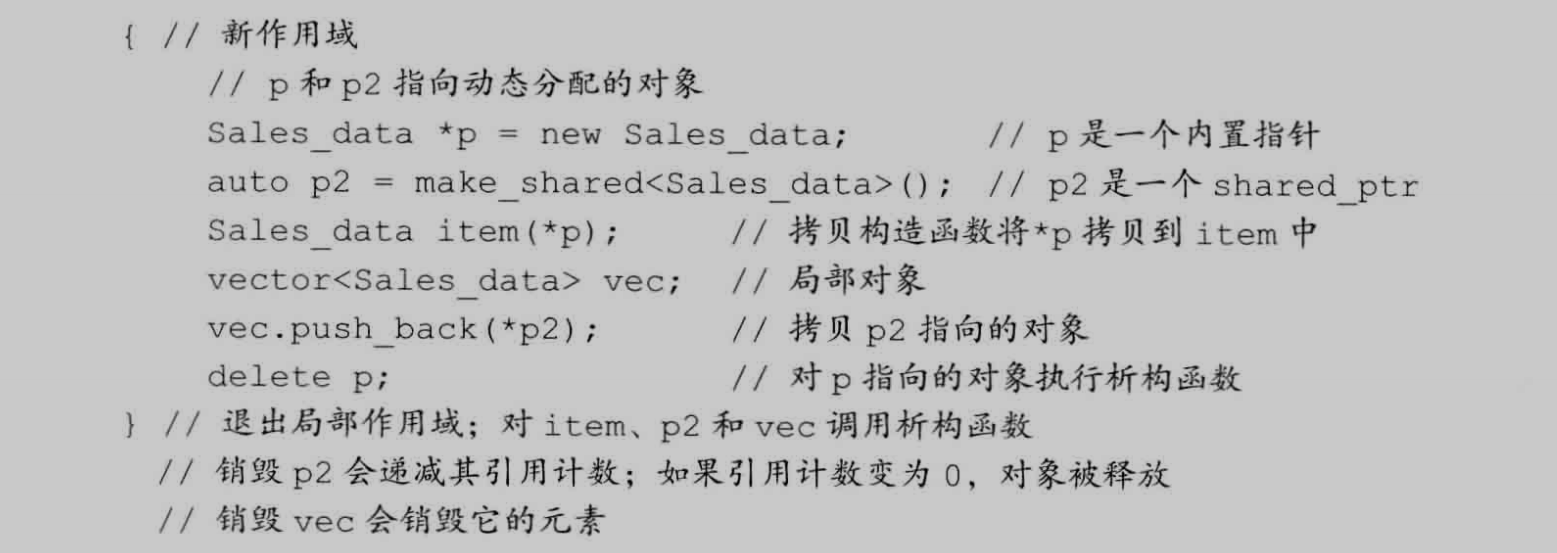 { // 新作用域
// p 和 p2 指向动态分配的对象
Sales_data *p = new Sales_data; // p 是一个内置指针
auto p2 = make_shared<Sales_data>(); // p2 是一个 shared_ptr
Sales_data item(*p); // 拷贝构造函数将*p 拷贝到 item 中
vector<Sales_data> vec; // 局部对象
vec.push_back(*p2); // 拷贝 p2 指向的对象
delete p; // 对 p 指向的对象执行析构函数
} // 退出局部作用域；对 item、p2 和 vec 调用析构函数
// 销毁 p2 会递减其引用计数；如果引用计数变为 0，对象被释放
// 销毁 vec 会销毁它的元素